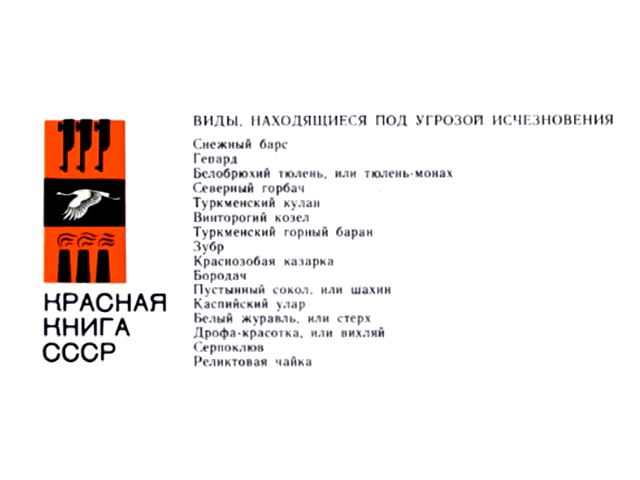 ВИДЫ, НАХОДЯЩИЕСЯ ПОД УГРОЗОЙ ИСЧЕЗНОВЕНИЯ
Снежный барс
Гепард
Белобрюхий тюлень, или тюлень-монах
Северный горбач
Туркменский кулан
Винторогий козел
Туркменский горный баран
Зубр
Краснозобая казарка
Бородач
Пустынный сокол, или шахин
Каспийский улар
Белый журавль, или стерх
Дрофа-красотка, или вихляй
Серпоклюв
Реликтовая чайка
КРАСНАЯ
КНИГА
СССР